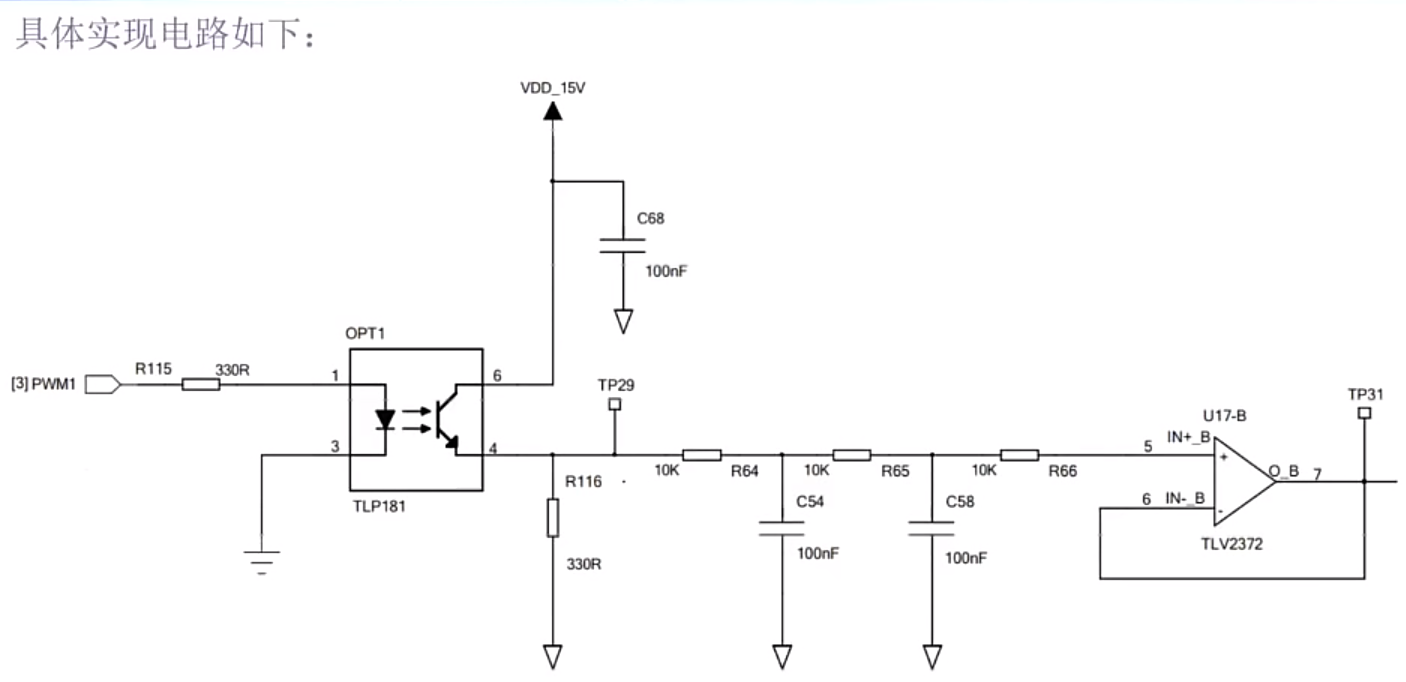 具体实现电路如下：
VDD_15V
C68
100nF
OPT1
[3] PWM1
R115
330R
1
6
3
4
TLP181
TP29
R116
330R
10K
R64
10K
R65
10K
R66
C54
100nF
C58
100nF
5
IN+_B
6
IN-_B
+
-
U17-B
O_B
7
TLV2372
TP31